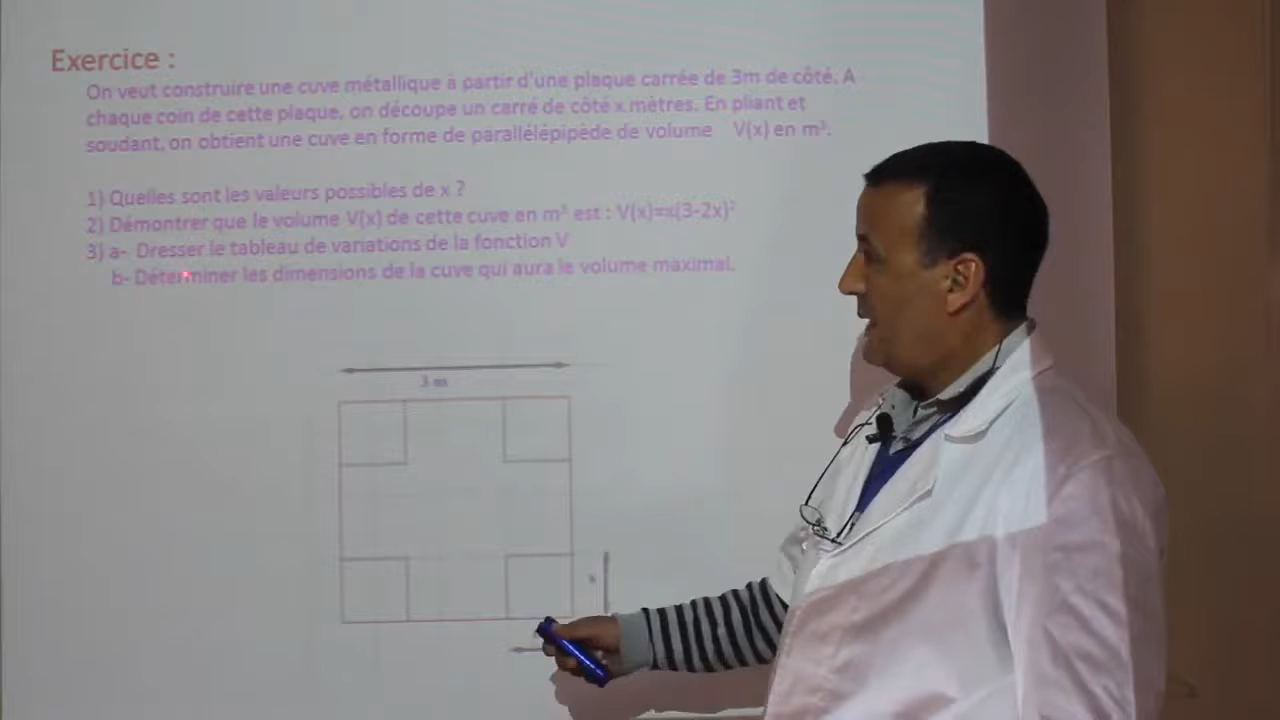 Exercice :
On veut construire une cuve métallique à partir d'une plaque carrée de 3m de côté. A
chaque coin de cette plaque, on découpe un carré de côté x mètres. En pliant et
soudant, on obtient une cuve en forme de parallélépipède de volume V(x) en m³.
1) Quelles sont les valeurs possibles de x ?
2) Démontrer que le volume V(x) de cette cuve en m³ est : V(x)=x(3-2x)²
3) a- Dresser le tableau de variations de la fonction V
b- Déterminer les dimensions de la cuve qui aura le volume maximal.
3 m